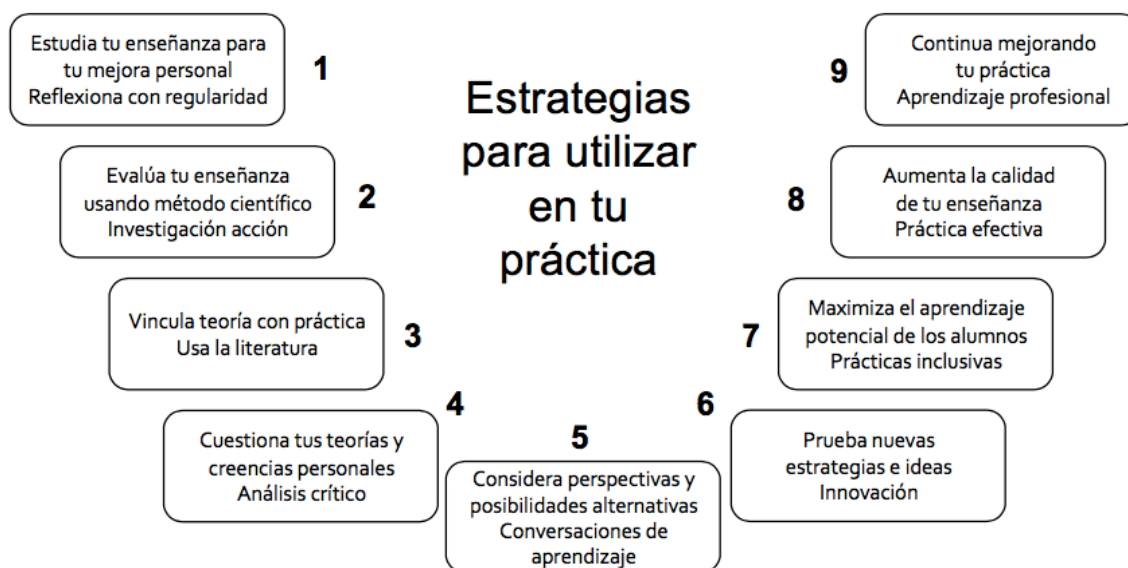 Estrategias
para utilizar
en tu
práctica
1
Estudia tu enseñanza para
tu mejora personal
Reflexiona con regularidad
2
Evalúa tu enseñanza
usando método científico
Investigación acción
3
Vincula teoría con práctica
Usa la literatura
4
Cuestiona tus teorías y
creencias personales
Análisis crítico
5
Considera perspectivas y
posibilidades alternativas
Conversaciones de
aprendizaje
6
Prueba nuevas
estrategias e ideas
Innovación
7
Maximiza el aprendizaje
potencial de los alumnos
Prácticas inclusivas
8
Aumenta la calidad
de tu enseñanza
Práctica efectiva
9
Continua mejorando
tu práctica
Aprendizaje profesional